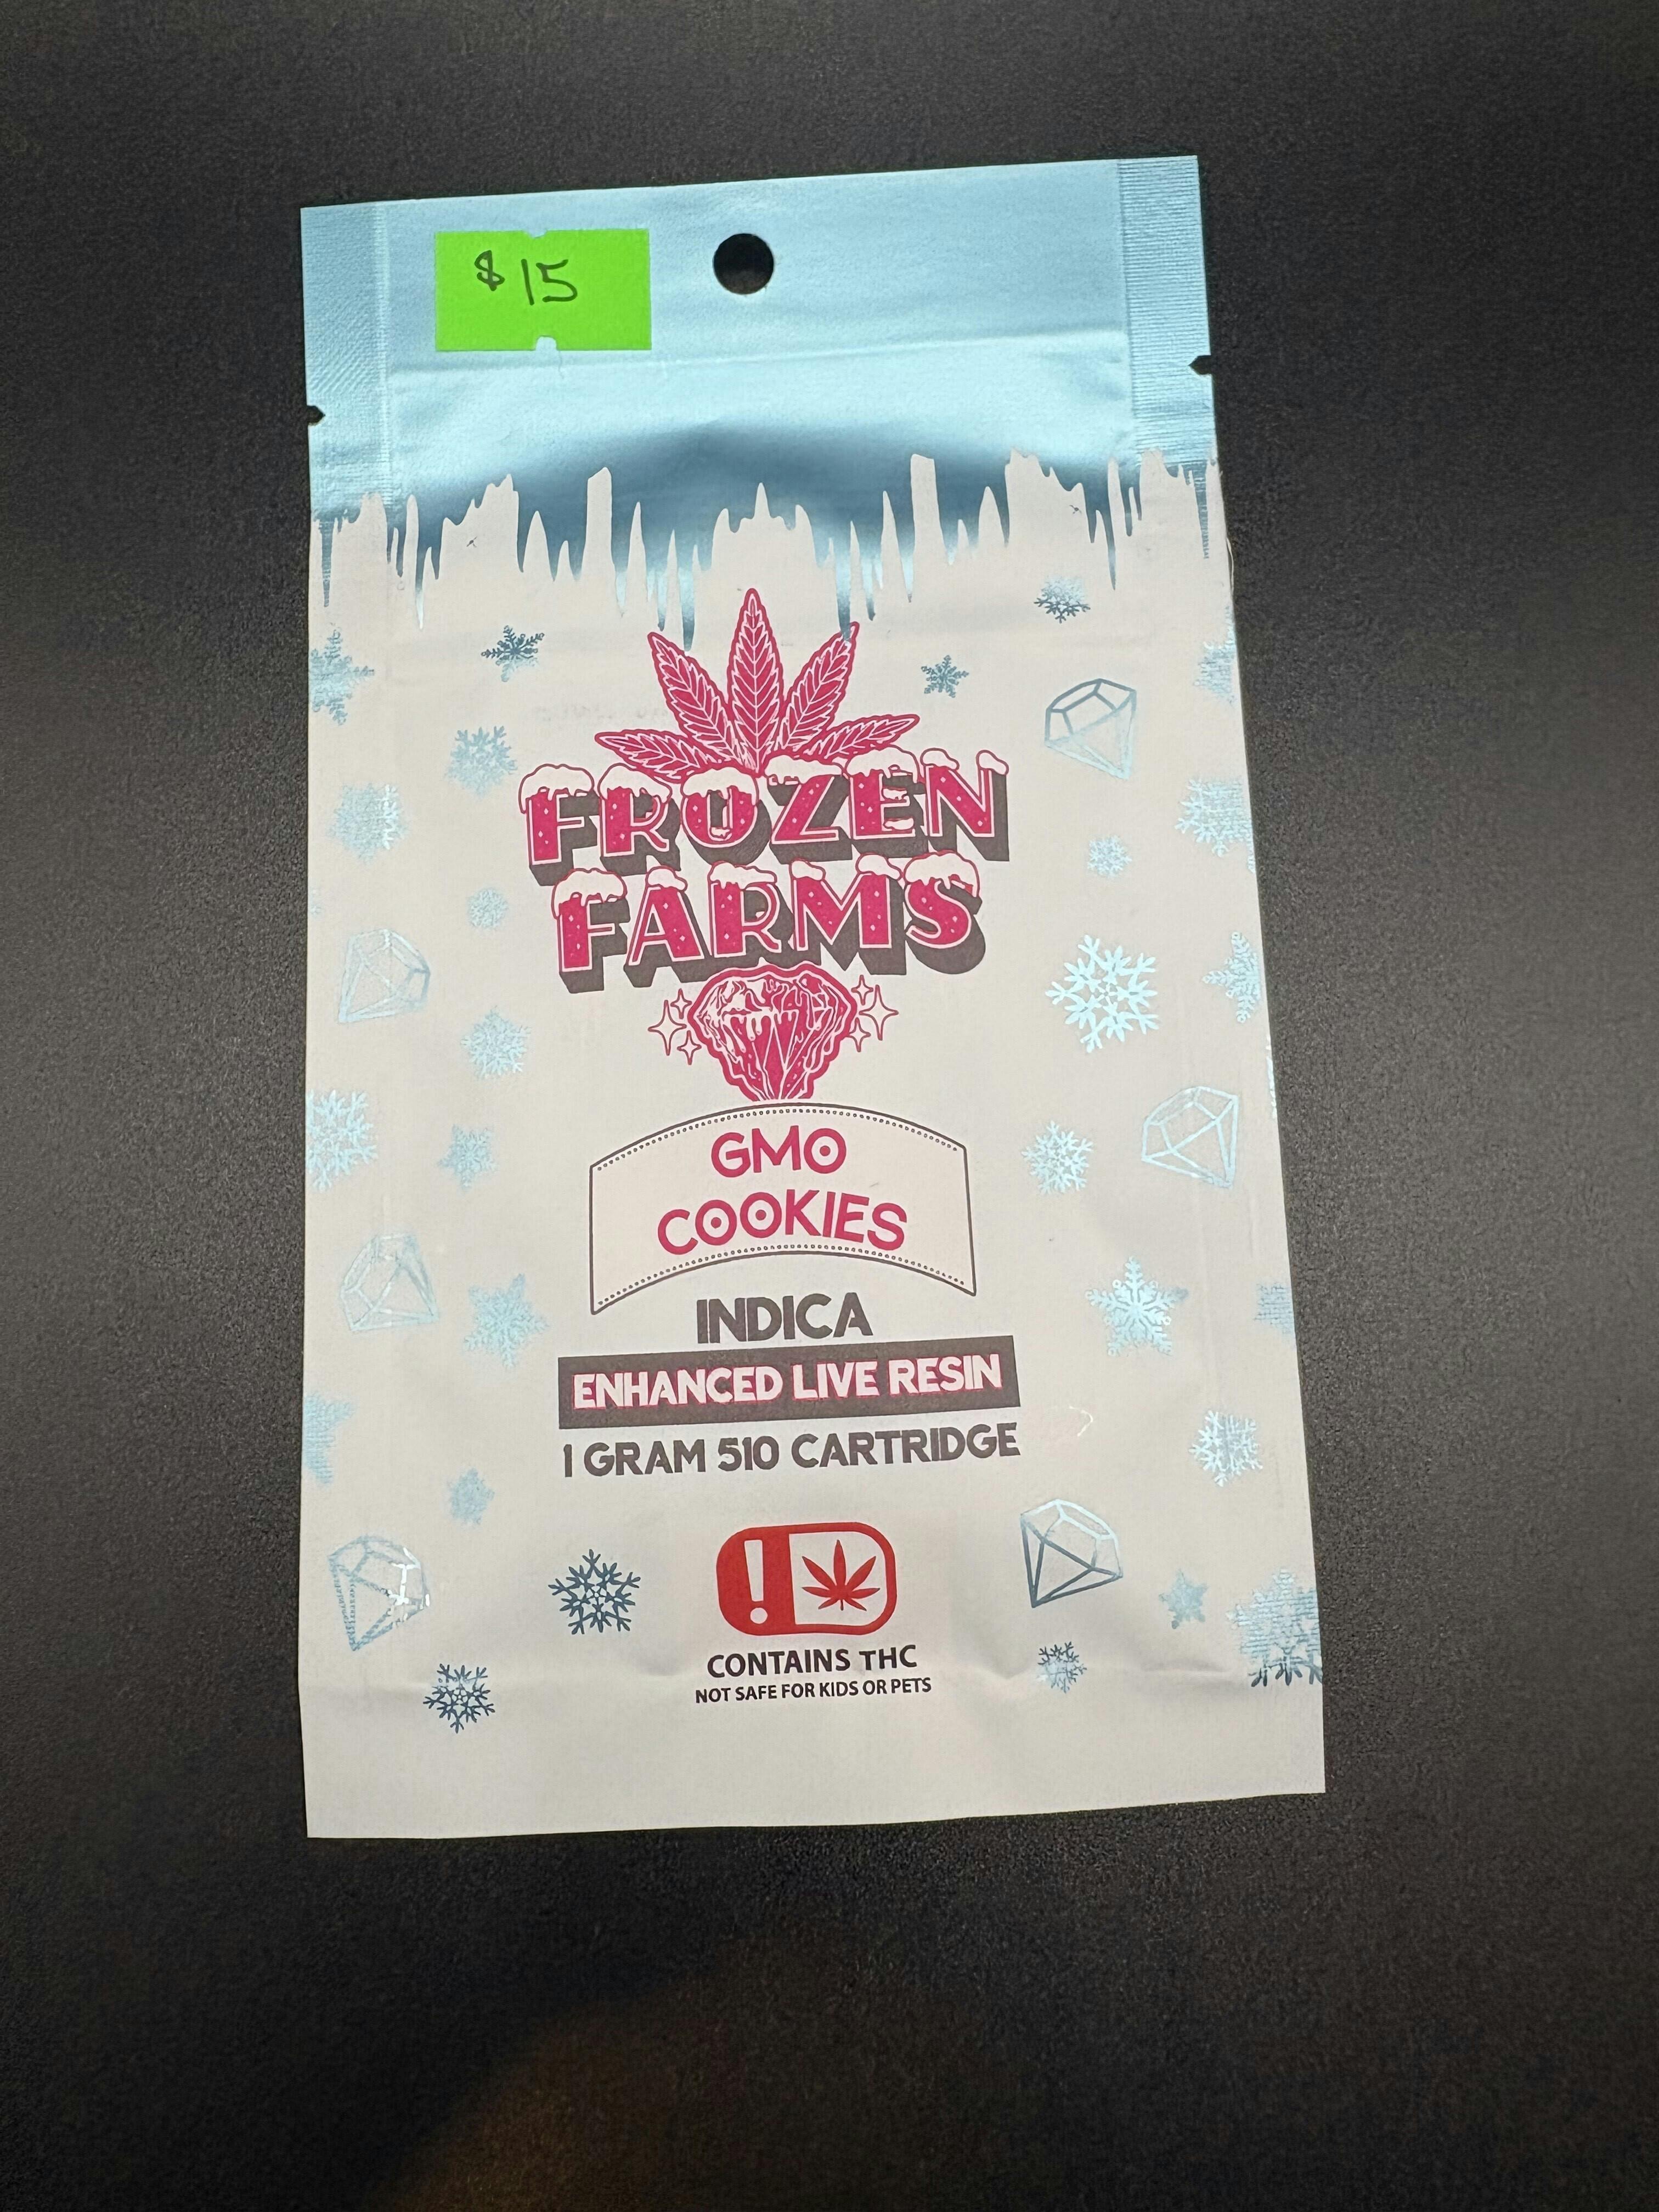 $15
FROZEN
FARMS
GMO
COOKIES
INDICA
ENHANCED LIVE RESIN
1 GRAM 510 CARTRIDGE
!
CONTAINS THC
NOT SAFE FOR KIDS OR PETS